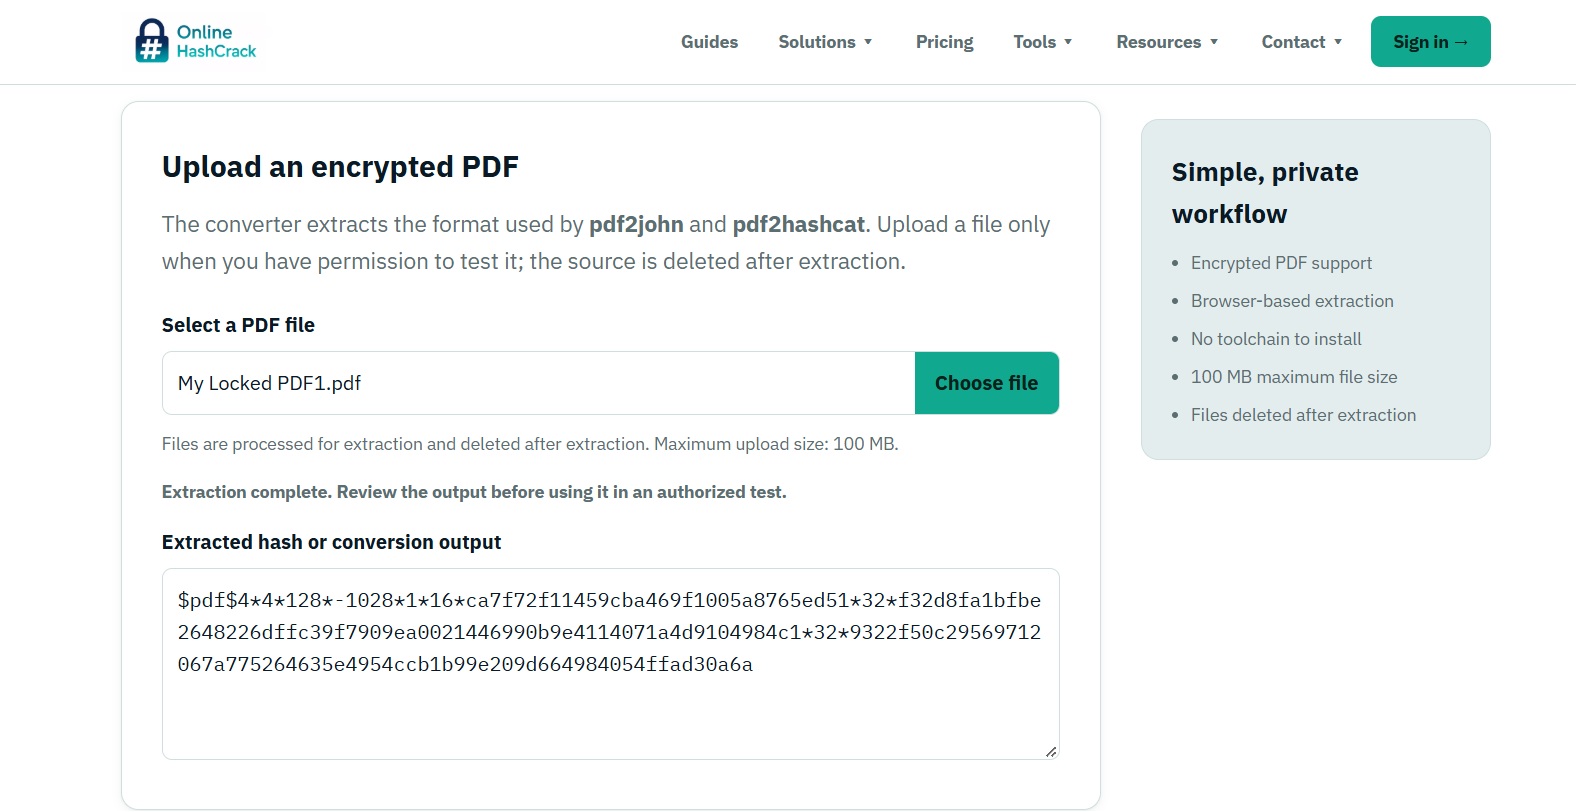 Online
HashCrack
Guides
Solutions
Pricing
Tools
Resources
Contact
Sign in →
Upload an encrypted PDF
The converter extracts the format used by pdf2john and pdf2hashcat. Upload a file only
when you have permission to test it; the source is deleted after extraction.
Select a PDF file
My Locked PDF1.pdf
Choose file
Files are processed for extraction and deleted after extraction. Maximum upload size: 100 MB.
Extraction complete. Review the output before using it in an authorized test.
Extracted hash or conversion output
$pdf$4*4*128*-1028*1*16*ca7f72f11459cba469f1005a8765ed51*32*f32d8fa1bfbe
2648226dffc39f7909ea0021446990b9e4114071a4d9104984c1*32*9322f50c29569712
067a775264635e4954ccb1b99e209d664984054ffad30a6a
Simple, private
workflow
• Encrypted PDF support
• Browser-based extraction
• No toolchain to install
• 100 MB maximum file size
• Files deleted after extraction